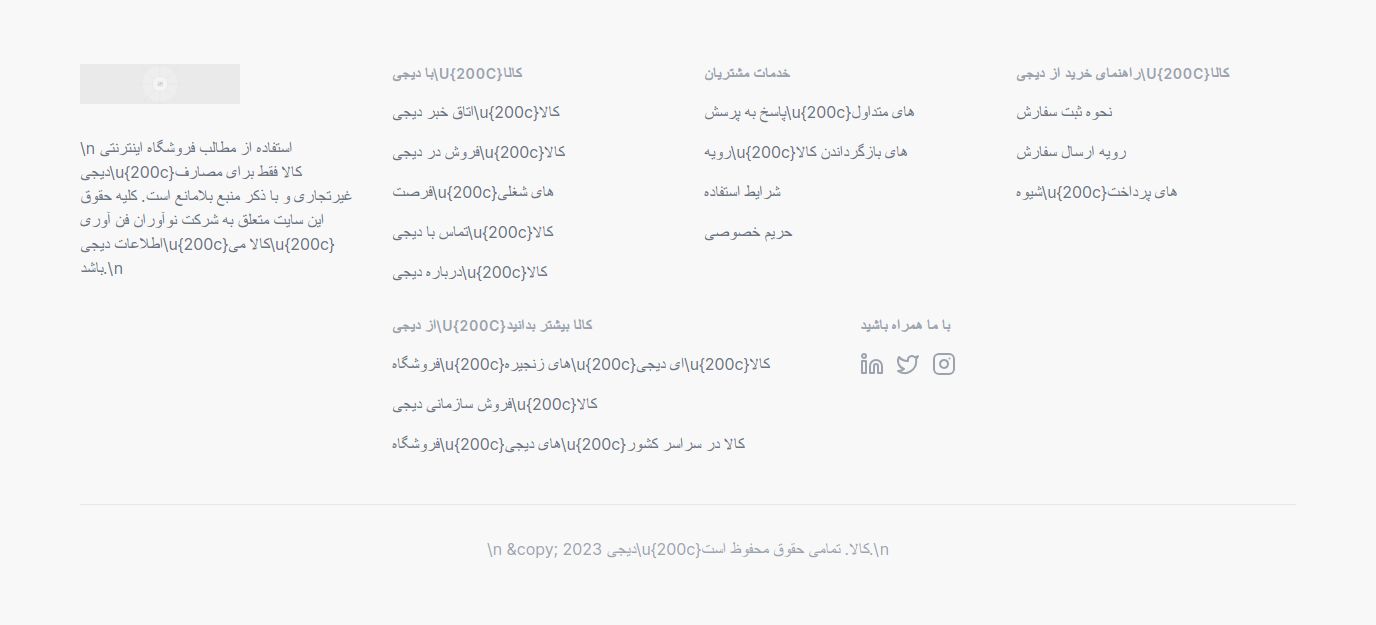 \n استفاده از مطالب فروشگاه اینترنتی
دیجی\u{200c}کالا فقط برای مصارف
غیرتجاری و با ذکر منبع بلامانع است. کلیه حقوق
این سایت متعلق به شرکت نوآوران فن آوری
اطلاعات دیجی\u{200c}کالا می\u{200c}
باشد.\n
با دیجی\U{200C}کالا
اتاق خبر دیجی\u{200c}کالا
فروش در دیجی\u{200c}کالا
فرصت\u{200c}های شغلی
تماس با دیجی\u{200c}کالا
درباره دیجی\u{200c}کالا
خدمات مشتریان
پاسخ به پرسش\u{200c}های متداول
رویه\u{200c}های بازگرداندن کالا
شرایط استفاده
حریم خصوصی
راهنمای خرید از دیجی\U{200C}کالا
نحوه ثبت سفارش
رویه ارسال سفارش
شیوه\u{200c}های پرداخت
از دیجی\U{200C}کالا بیشتر بدانید
فروشگاه\u{200c}های زنجیره\u{200c}ای دیجی\u{200c}کالا
فروش سازمانی دیجی\u{200c}کالا
فروشگاه\u{200c}های دیجی\u{200c}کالا در سراسر کشور
با ما همراه باشید
\n &copy; 2023 دیجی\u{200c}کالا. تمامی حقوق محفوظ است.\n